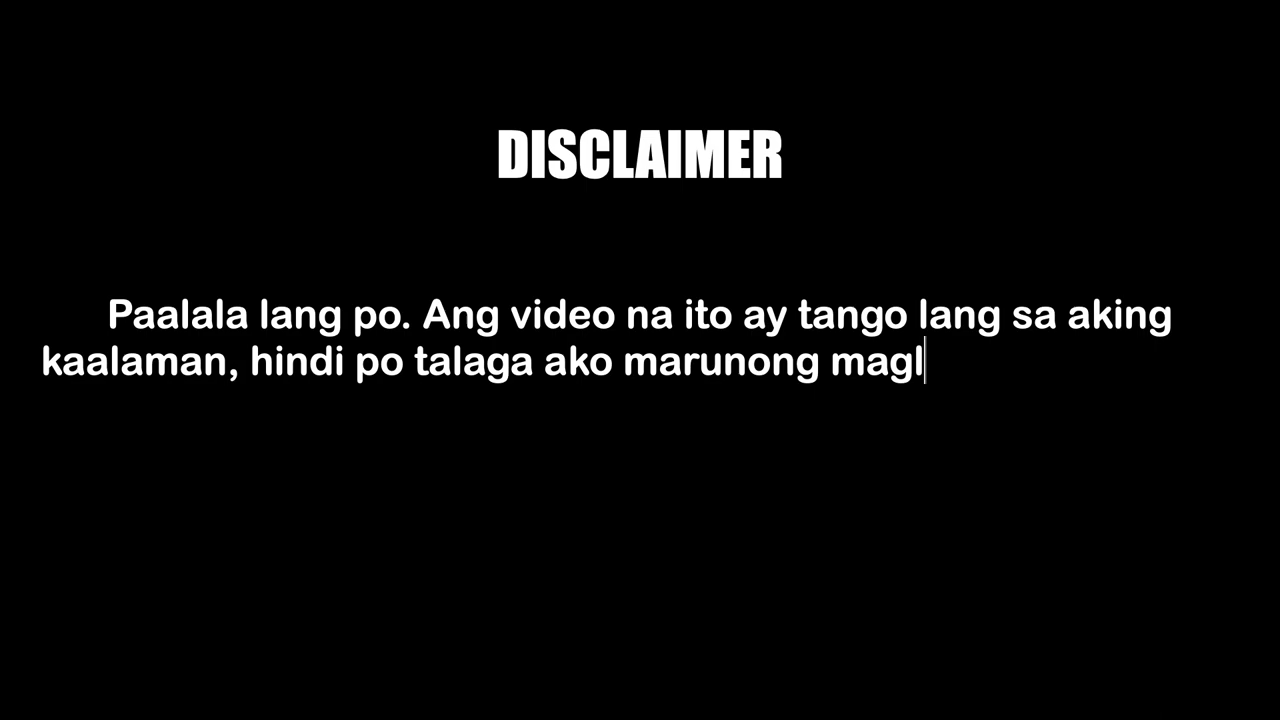 DISCLAIMER
Paalala lang po. Ang video na ito ay tango lang sa aking
kaalaman, hindi po talaga ako marunong magl